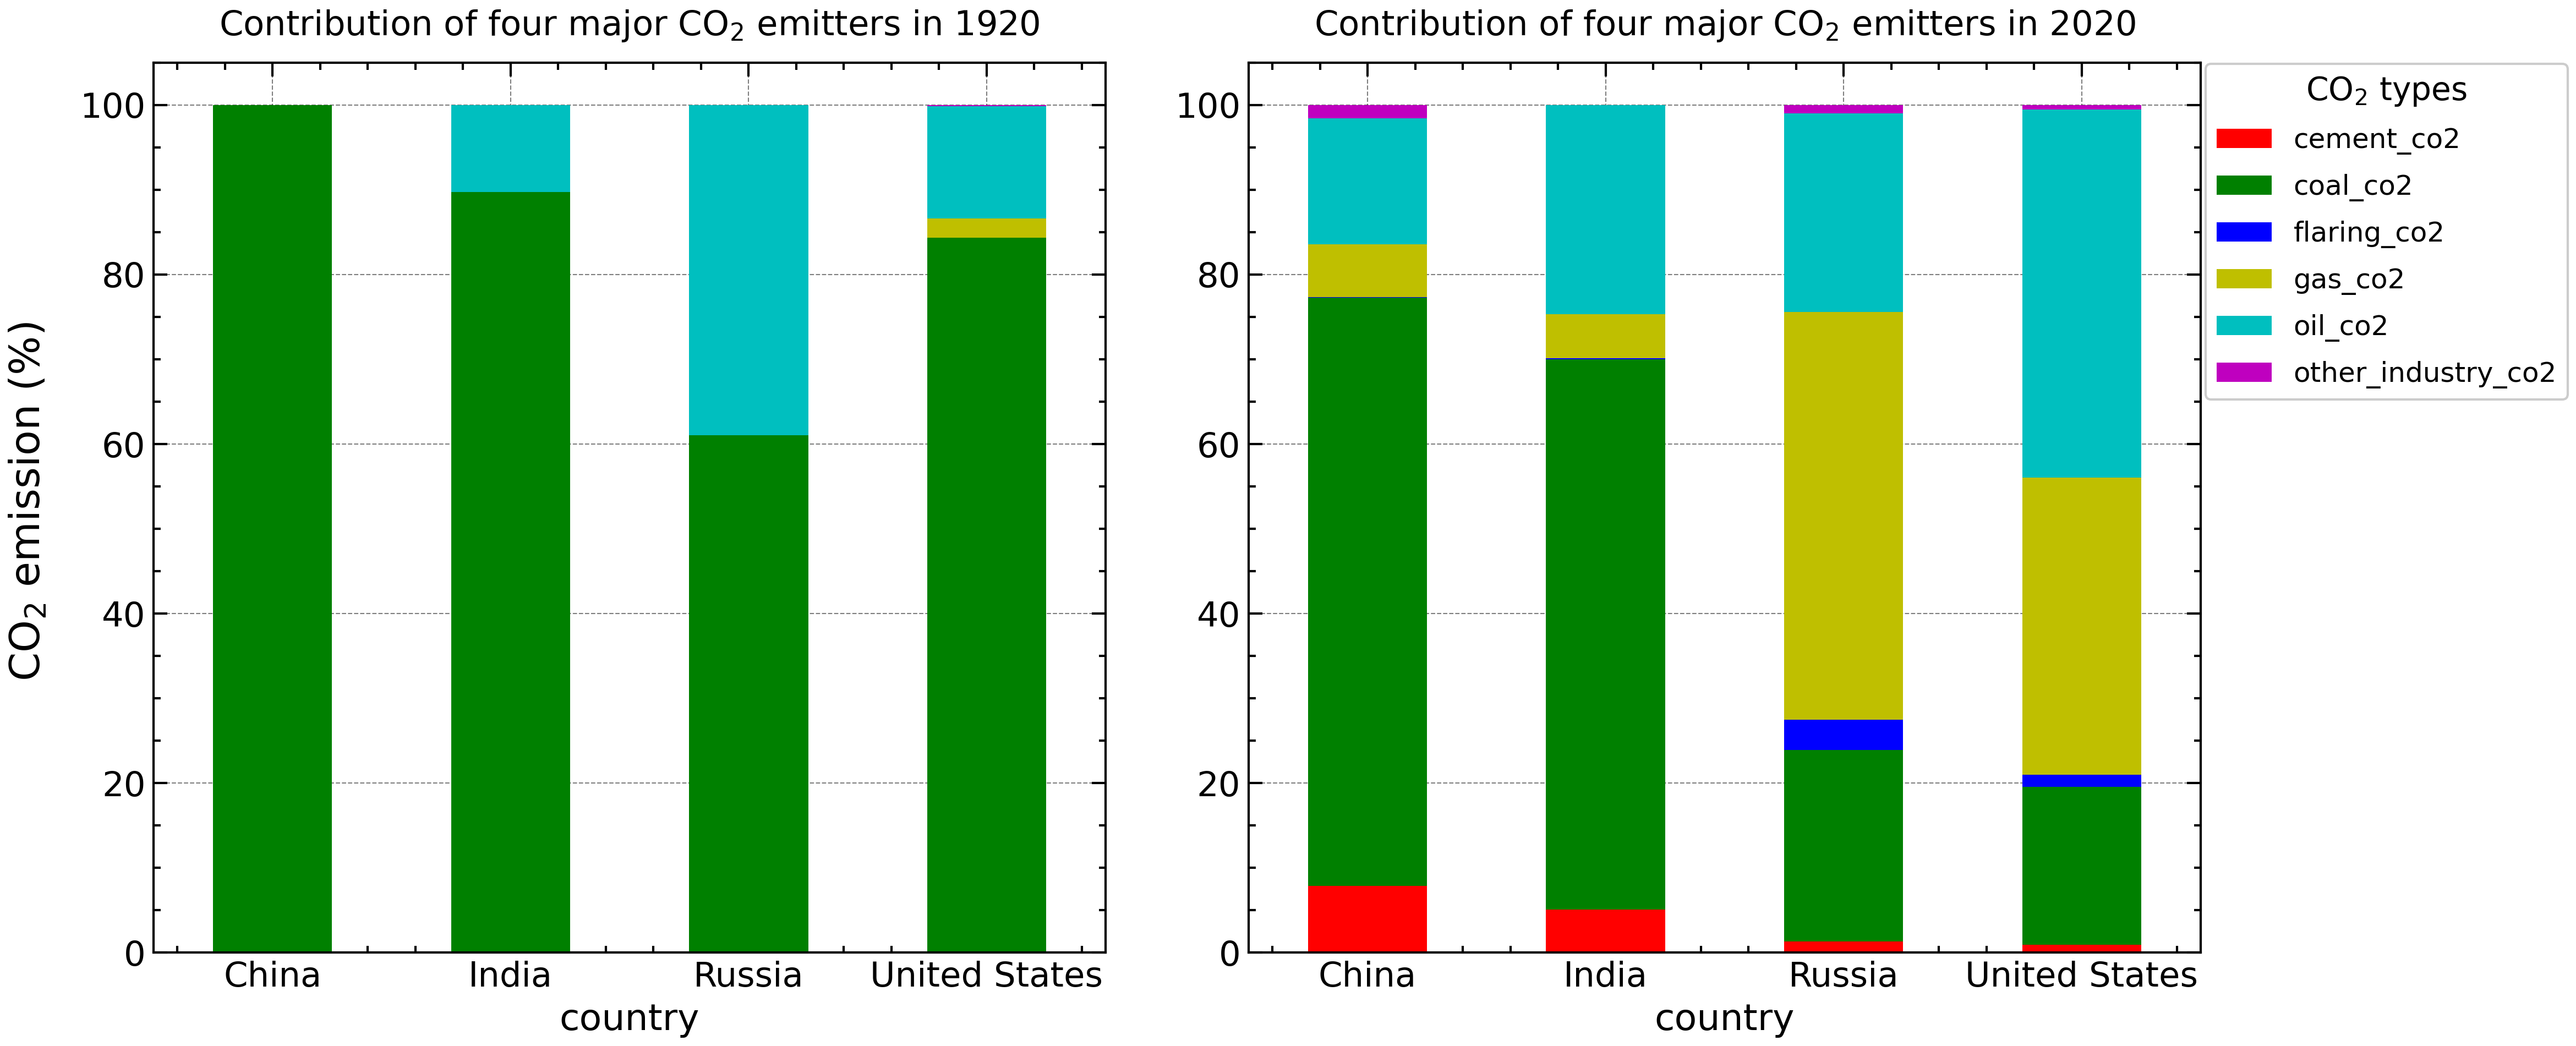 Contribution of four major CO₂ emitters in 1920
CO₂ emission (%)
100
80
60
40
20
0
China India Russia United States
country
Contribution of four major CO₂ emitters in 2020
100
80
60
40
20
0
China India Russia United States
country
CO₂ types
cement_co2
coal_co2
flaring_co2
gas_co2
oil_co2
other_industry_co2